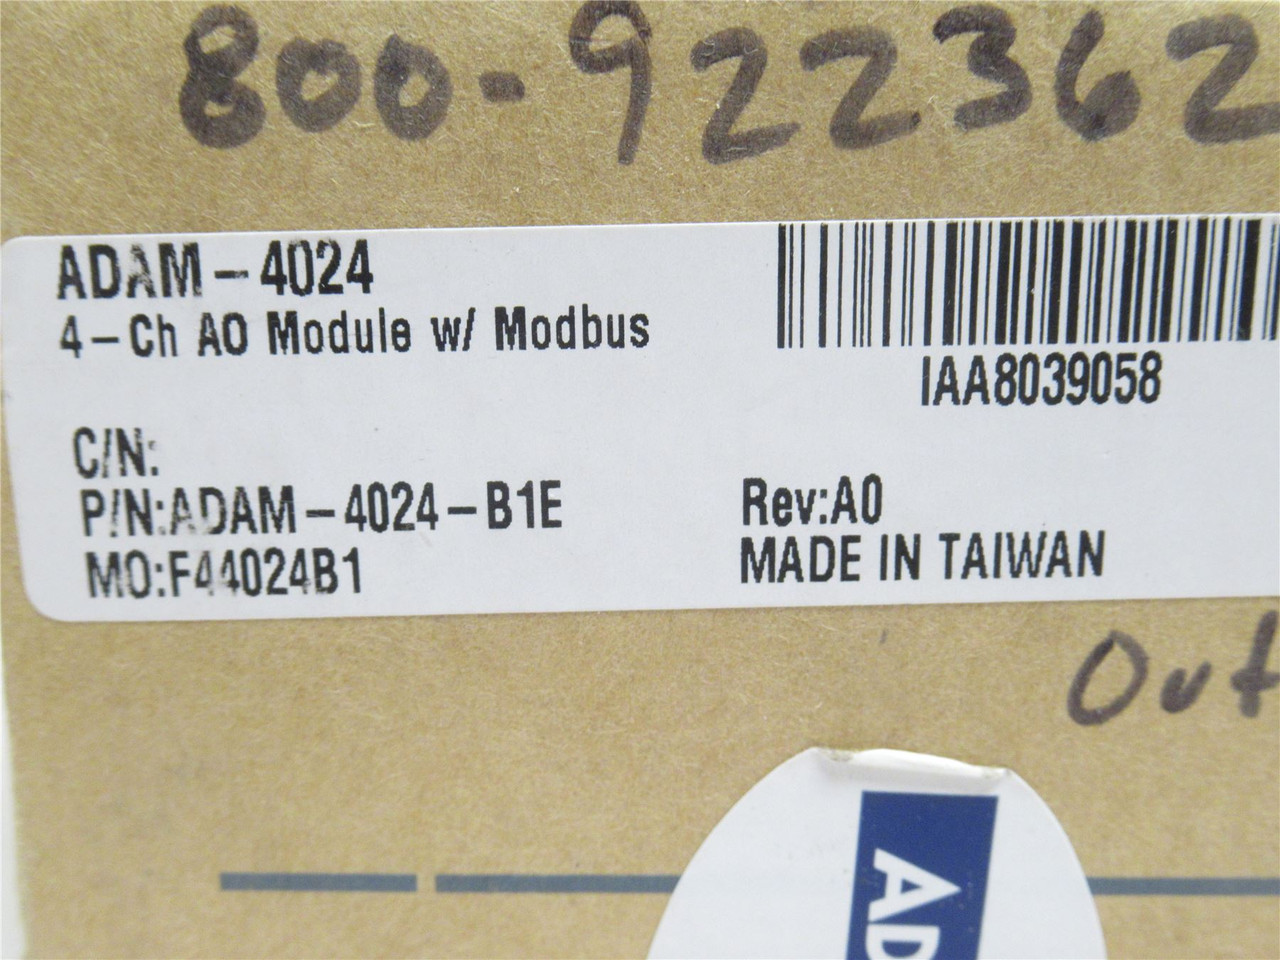 800-922362
ADAM-4024
4-Ch AO Module w/ Modbus
IAA8039058
C/N:
P/N:ADAM-4024-B1E
Rev:A0
MO:F44024B1
MADE IN TAIWAN
Out
AD